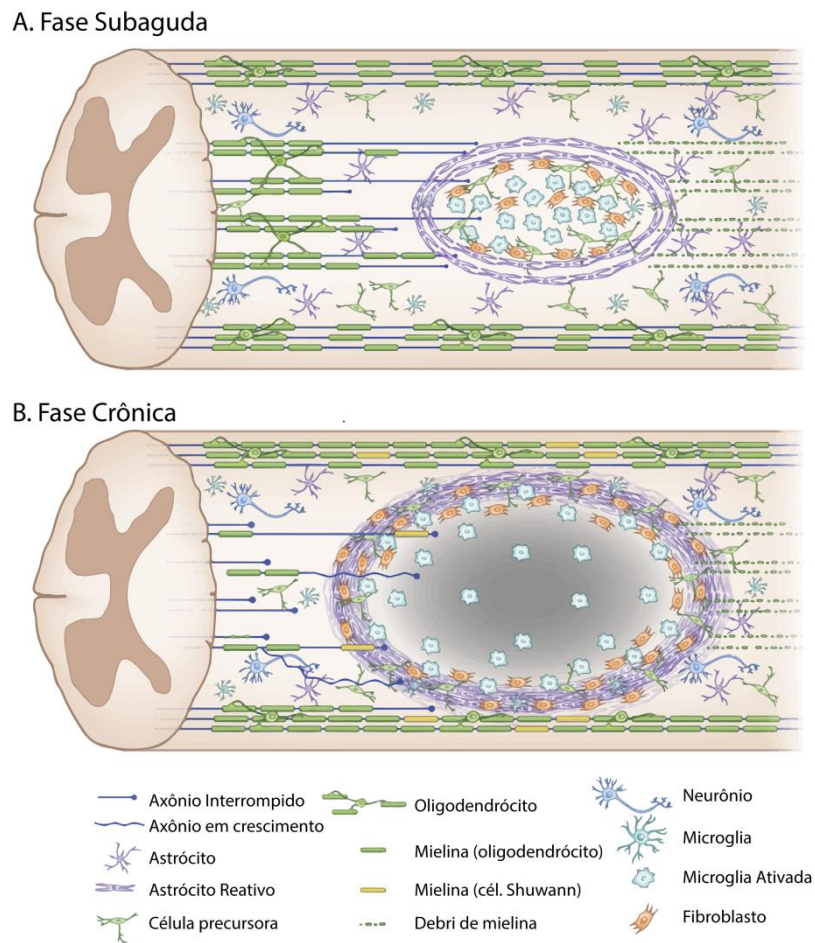 A. Fase Subaguda
B. Fase Crônica
Axônio Interrompido
Axônio em crescimento
Astrócito
Astrócito Reativo
Célula precursora
Oligodendrócito
Mielina (oligodendrócito)
Mielina (cél. Shuwann)
Debri de mielina
Neurônio
Microglia
Microglia Ativada
Fibroblasto